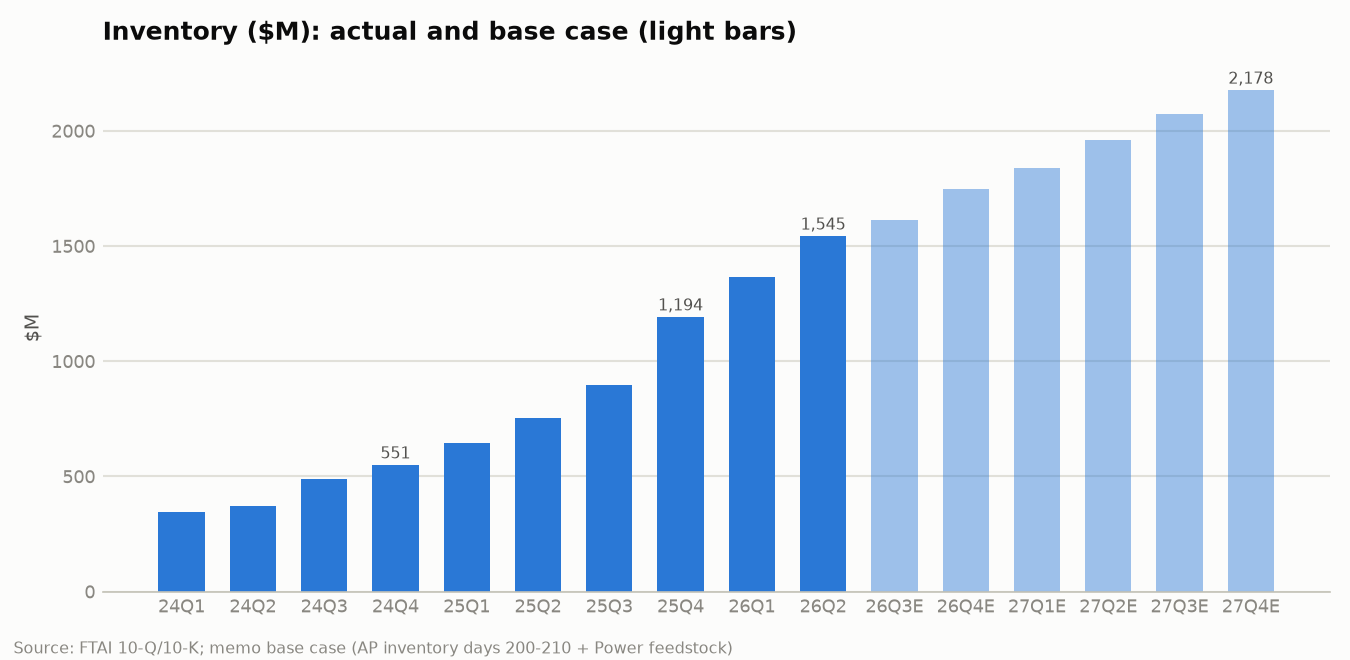 Inventory ($M): actual and base case (light bars)
$M
2000
1500
1000
500
0
551
1,194
1,545
2,178
24Q1 24Q2 24Q3 24Q4 25Q1 25Q2 25Q3 25Q4 26Q1 26Q2 26Q3E 26Q4E 27Q1E 27Q2E 27Q3E 27Q4E
Source: FTAI 10-Q/10-K; memo base case (AP inventory days 200-210 + Power feedstock)